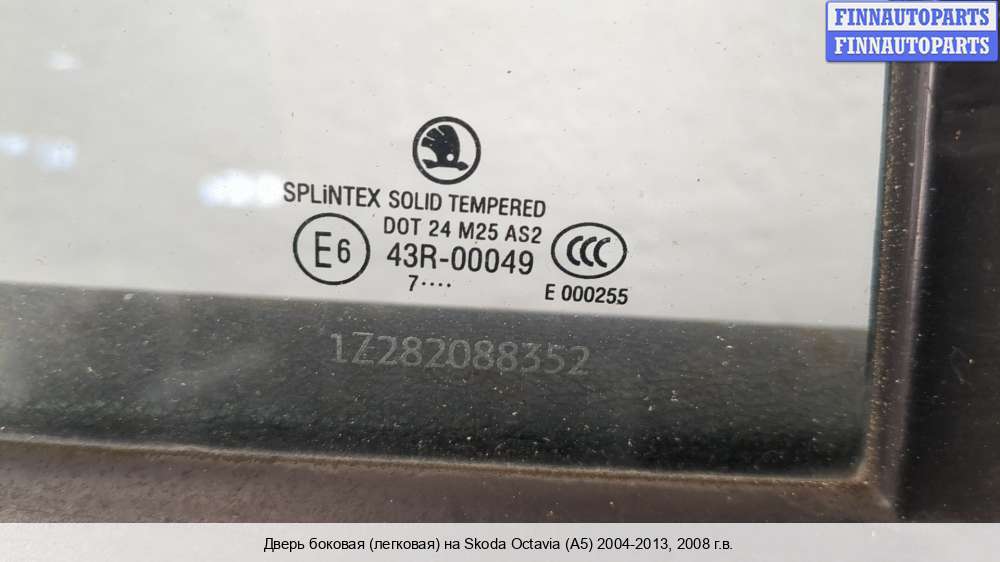 FINNAUTOPARTS
FINNAUTOPARTS
SPLiNTEX SOLID TEMPERED
DOT 24 M25 AS2
E6 43R-00049 CCC
7····
E 000255
1Z282088352
Дверь боковая (легковая) на Skoda Octavia (A5) 2004-2013, 2008 г.в.